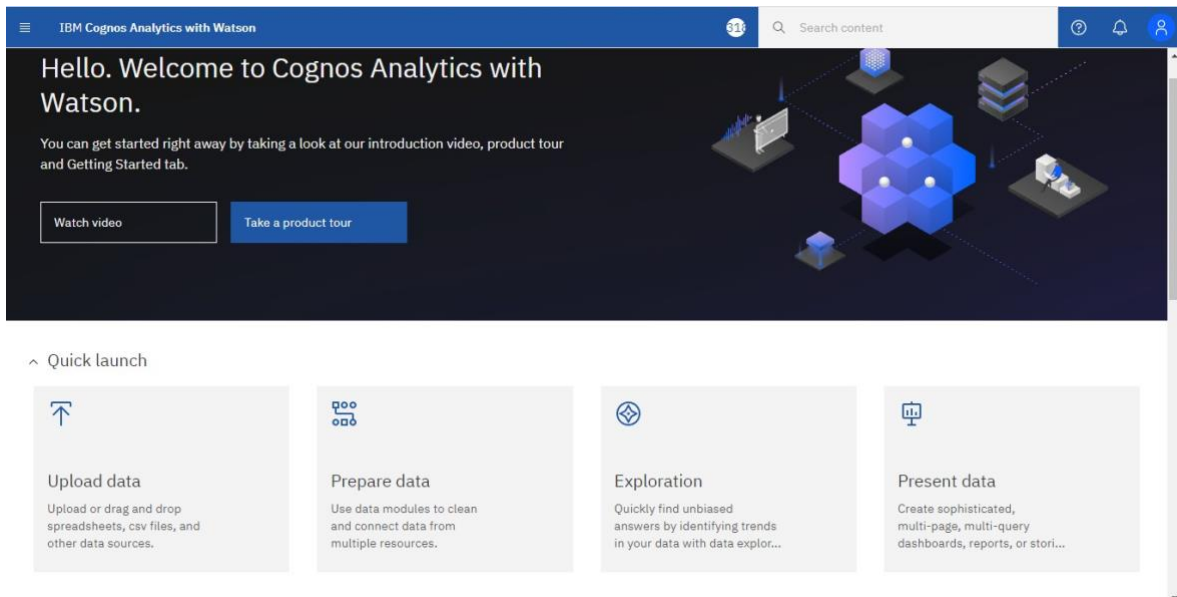 IBM Cognos Analytics with Watson
Search content
Hello. Welcome to Cognos Analytics with
Watson.
You can get started right away by taking a look at our introduction video, product tour
and Getting Started tab.
Watch video
Take a product tour
Quick launch
Upload data
Upload or drag and drop
spreadsheets, csv files, and
other data sources.
Prepare data
Use data modules to clean
and connect data from
multiple resources.
Exploration
Quickly find unbiased
answers by identifying trends
in your data with data explor...
Present data
Create sophisticated,
multi-page, multi-query
dashboards, reports, or stori...